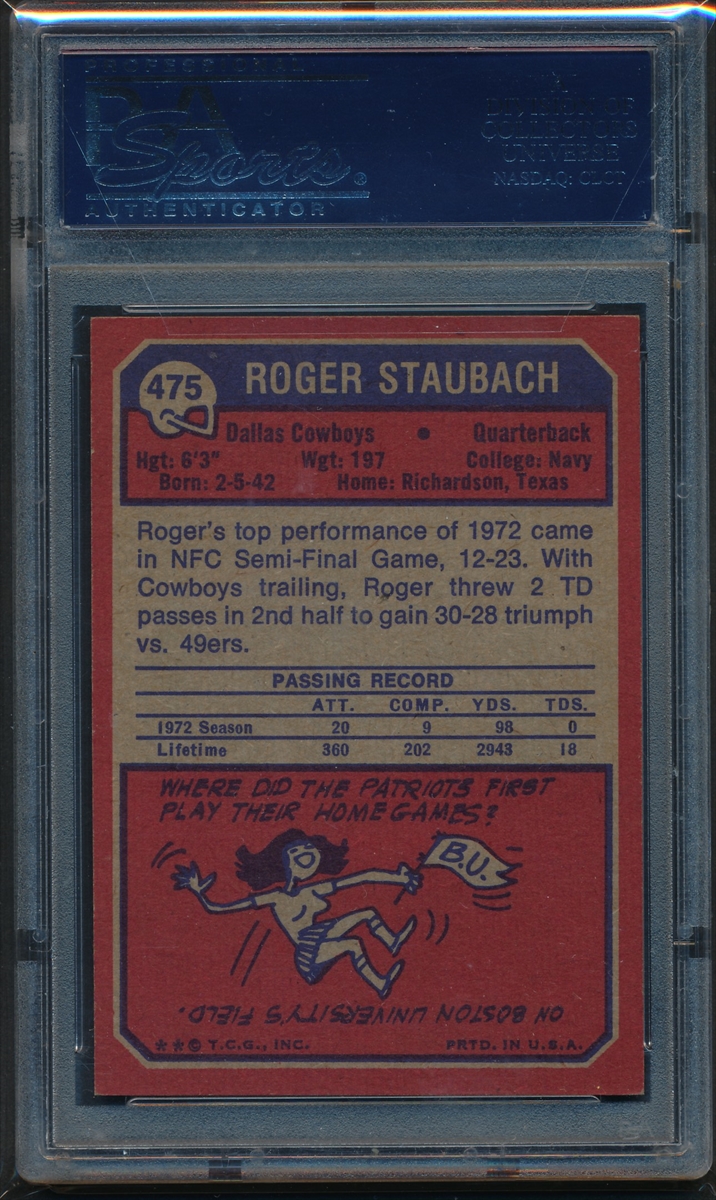 PROFESSIONAL
PSA
Sports®
AUTHENTICATOR
A DIVISION OF
COLLECTORS
UNIVERSE
NASDAQ: CLCT
475
ROGER STAUBACH
Dallas Cowboys • Quarterback
Hgt: 6'3" Wgt: 197 College: Navy
Born: 2-5-42 Home: Richardson, Texas
Roger's top performance of 1972 came
in NFC Semi-Final Game, 12-23. With
Cowboys trailing, Roger threw 2 TD
passes in 2nd half to gain 30-28 triumph
vs. 49ers.
PASSING RECORD
ATT. COMP. YDS. TDS.
1972 Season 20 9 98 0
Lifetime 360 202 2943 18
WHERE DID THE PATRIOTS FIRST
PLAY THEIR HOME GAMES?
B.U.
ON BOSTON UNIVERSITY'S FIELD.
**© T.C.G., INC. PRTD. IN U.S.A.